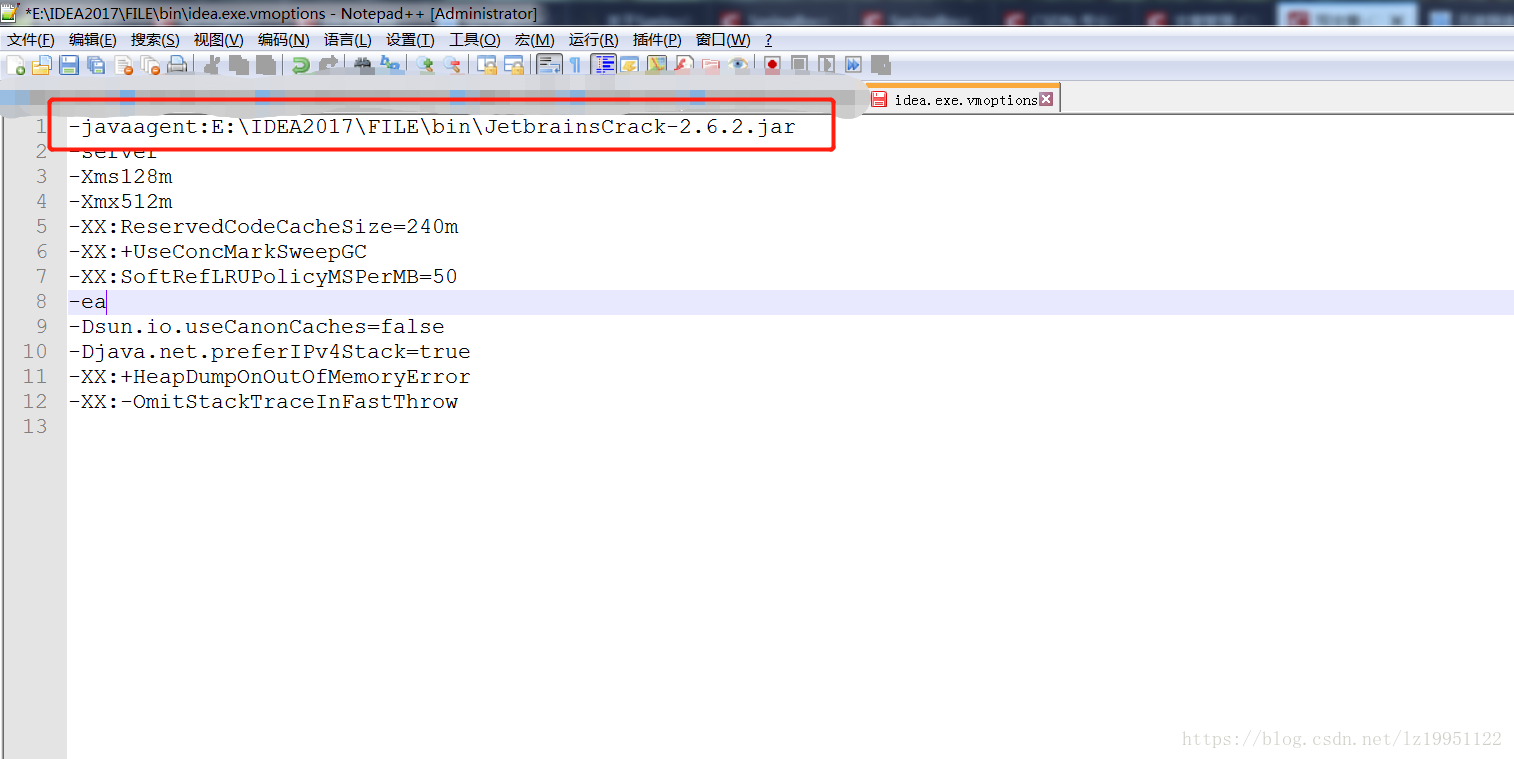 *E:\IDEA2017\FILE\bin\idea.exe.vmoptions - Notepad++ [Administrator]
文件(F) 编辑(E) 搜索(S) 视图(V) 编码(N) 语言(L) 设置(T) 工具(O) 宏(M) 运行(R) 插件(P) 窗口(W) ?
idea.exe.vmoptions
1 -javaagent:E:\IDEA2017\FILE\bin\JetbrainsCrack-2.6.2.jar
2 -server
3 -Xms128m
4 -Xmx512m
5 -XX:ReservedCodeCacheSize=240m
6 -XX:+UseConcMarkSweepGC
7 -XX:SoftRefLRUPolicyMSPerMB=50
8 -ea
9 -Dsun.io.useCanonCaches=false
10 -Djava.net.preferIPv4Stack=true
11 -XX:+HeapDumpOnOutOfMemoryError
12 -XX:-OmitStackTraceInFastThrow
13
https://blog.csdn.net/lz19951122